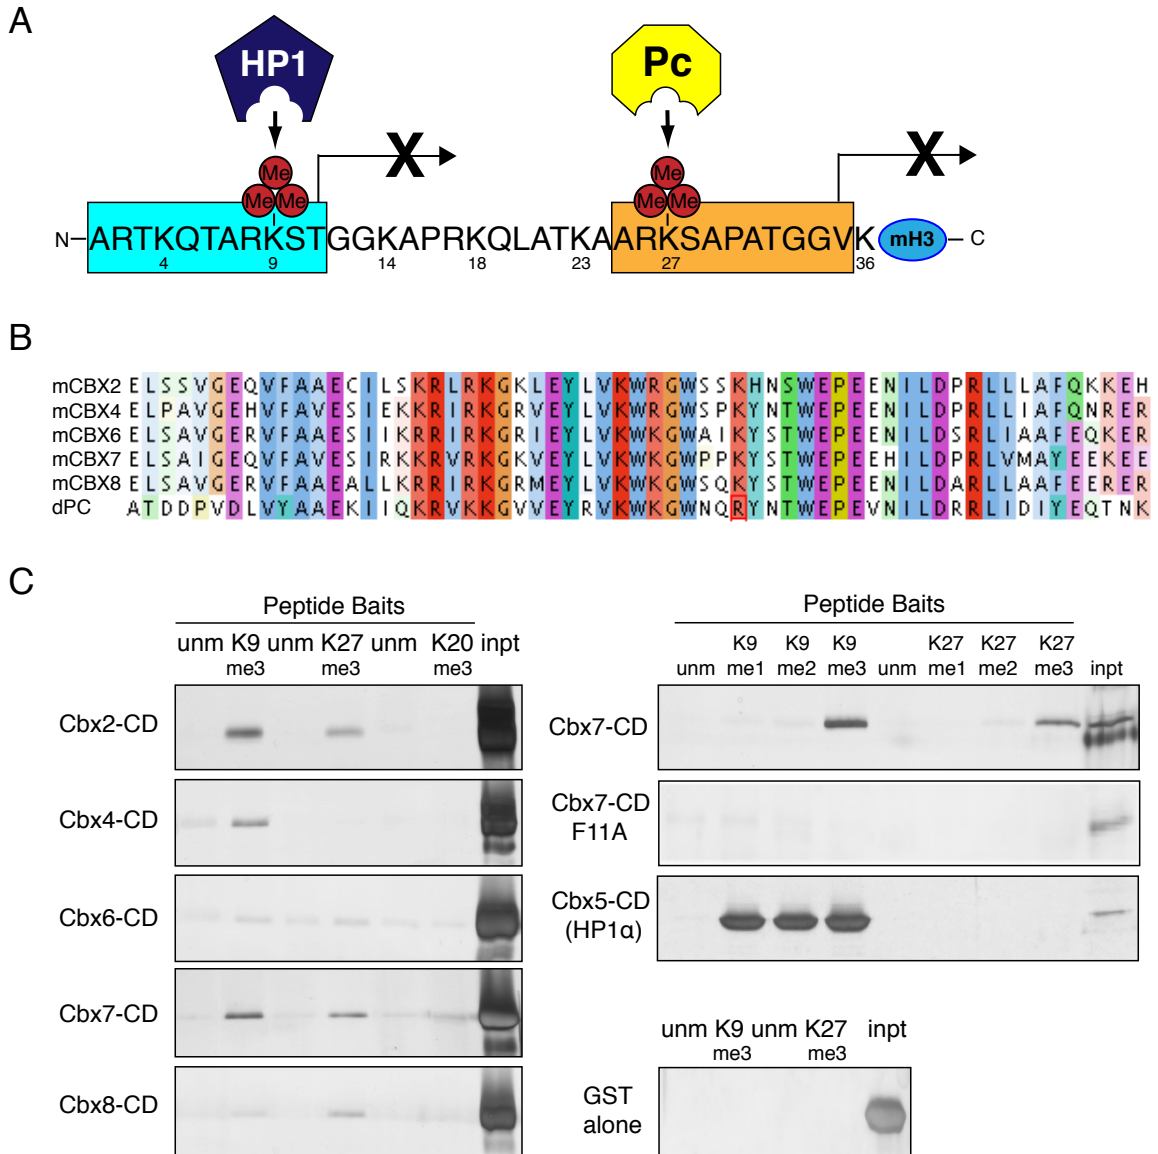 A
HP1
Pc
X
X
Me
Me Me
Me
Me Me
N ARTKQTARKSTGGKAPRKQLATKAARKSAPATGGVK mH3 C
4 9 14 18 23 27 36
B
mCBX2 ELSSVGEQVFAAECILSKRLRKGKLEYLVKWRGWSSKHNSWEPEENILDPRLLLAFQKKEH
mCBX4 ELPAVGEHVFAVESIEKKRIRKGRVEYLVKWRGWSPKYNTWEPEENILDPRLLIAFQNRER
mCBX6 ELSAVGERVFAAESIIKRRIRKGRIEYLVKWKGWAIKYSTWEPEENILDSRLIAAFEQKER
mCBX7 ELSAIGEQVFAVESIRKKRVRKGKVEYLVKWKGWPPKYSTWEPEEHILDPRLVMAYEEKEE
mCBX8 ELSAVGERVFAAEALLKRRIRKGRMEYLVKWKGWSQKYSTWEPEENILDARLLAAFEERER
dPC ATDDPVDLVYAAEKIIQKRVKKGVVEYRVKWKGWNQRYNTWEPEVNILDRRLIDIYEQTNK
C
Peptide Baits
unm K9 unm K27 unm K20 inpt
me3 me3 me3
Cbx2-CD
Cbx4-CD
Cbx6-CD
Cbx7-CD
Cbx8-CD
Peptide Baits
K9 K9 K9 K27 K27 K27
unm me1 me2 me3 unm me1 me2 me3 inpt
Cbx7-CD
Cbx7-CD
F11A
Cbx5-CD
(HP1α)
unm K9 unm K27 inpt
me3 me3
GST
alone